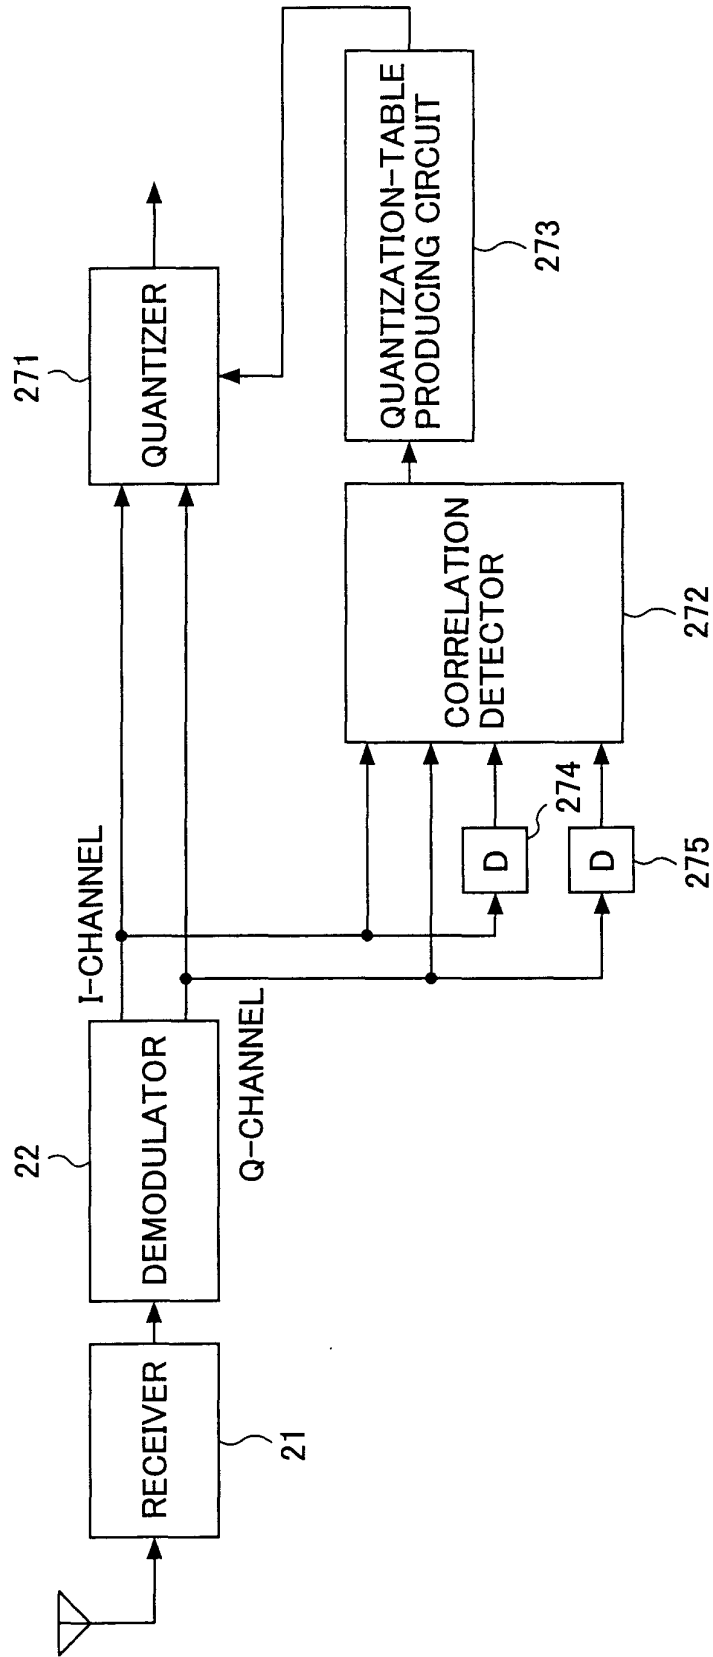 RECEIVER
21
DEMODULATOR
22
I-CHANNEL
Q-CHANNEL
QUANTIZER
271
D
274
D
275
CORRELATION
DETECTOR
272
QUANTIZATION-TABLE
PRODUCING CIRCUIT
273